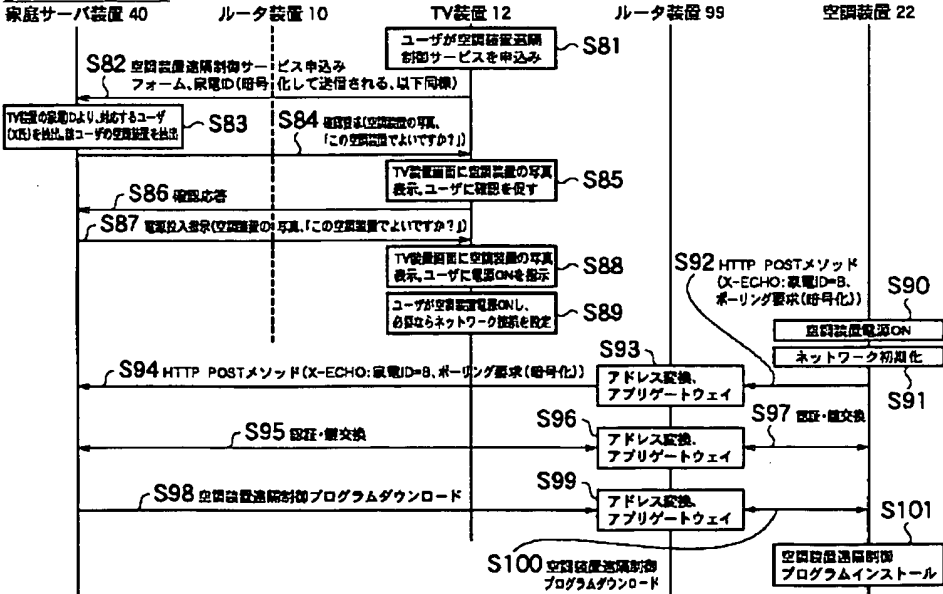 家庭サーバ装置40
ルータ装置10
TV装置12
ルータ装置99
空調装置22
ユーザが空調装置遠隔
制御サービスを申込み
S81
S82 空調装置遠隔制御サービス申込み
フォーム、家電ID(暗号化して送信される、以下同様)
TV装置の家電IDより、対応するユーザ
(X氏)を抽出。該ユーザの空調装置を抽出
S83
S84 確認要求(空調装置の写真、
「この空調装置でよいですか?」)
TV装置画面に空調装置の写真
表示。ユーザに確認を促す
S85
S86 確認応答
S87 電源投入指示(空調装置の写真、「この空調装置でよいですか?」)
TV装置画面に空調装置の写真
表示。ユーザに電源ONを指示
S88
ユーザが空調装置電源ONし、
必要ならネットワーク接続を設定
S89
S92 HTTP POSTメソッド
(X-ECHO:家電ID=B、
ポーリング要求(暗号化))
S90
空調装置電源ON
ネットワーク初期化
S91
S93
アドレス変換、
アプリゲートウェイ
S94 HTTP POSTメソッド(X-ECHO:家電ID=B、ポーリング要求(暗号化))
S95 認証・鍵交換
S96
アドレス変換、
アプリゲートウェイ
S97 認証・鍵交換
S98 空調装置遠隔制御プログラムダウンロード
S99
アドレス変換、
アプリゲートウェイ
S100 空調装置遠隔制御
プログラムダウンロード
S101
空調装置遠隔制御
プログラムインストール